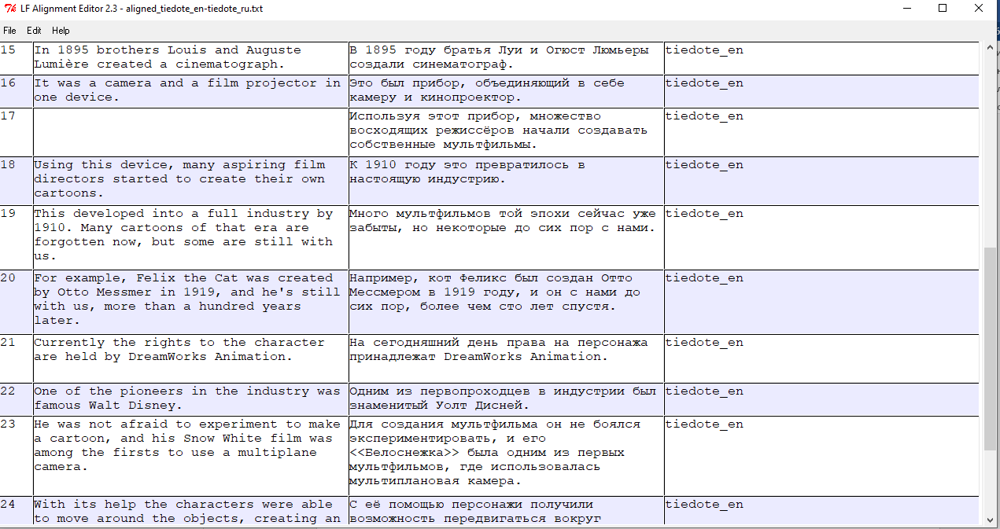 LF Alignment Editor 2.3 - aligned_tiedote_en-tiedote_ru.txt
File Edit Help
15
In 1895 brothers Louis and Auguste
Lumière created a cinematograph.
В 1895 году братья Луи и Огюст Люмьеры
создали синематограф.
tiedote_en
16
It was a camera and a film projector in
one device.
Это был прибор, объединяющий в себе
камеру и кинопроектор.
tiedote_en
17
Используя этот прибор, множество
восходящих режиссёров начали создавать
собственные мультфильмы.
tiedote_en
18
Using this device, many aspiring film
directors started to create their own
cartoons.
К 1910 году это превратилось в
настоящую индустрию.
tiedote_en
19
This developed into a full industry by
1910. Many cartoons of that era are
forgotten now, but some are still with
us.
Много мультфильмов той эпохи сейчас уже
забыты, но некоторые до сих пор с нами.
tiedote_en
20
For example, Felix the Cat was created
by Otto Messmer in 1919, and he's still
with us, more than a hundred years
later.
Например, кот Феликс был создан Отто
Мессмером в 1919 году, и он с нами до
сих пор, более чем сто лет спустя.
tiedote_en
21
Currently the rights to the character
are held by DreamWorks Animation.
На сегодняшний день права на персонажа
принадлежат DreamWorks Animation.
tiedote_en
22
One of the pioneers in the industry was
famous Walt Disney.
Одним из первопроходцев в индустрии был
знаменитый Уолт Дисней.
tiedote_en
23
He was not afraid to experiment to make
a cartoon, and his Snow White film was
among the firsts to use a multiplane
camera.
Для создания мультфильма он не боялся
экспериментировать, и его
<<Белоснежка>> была одним из первых
мультфильмов, где использовалась
мультиплановая камера.
tiedote_en
24
With its help the characters were able
to move around the objects, creating an
С её помощью персонажи получили
возможность передвигаться вокруг
tiedote_en